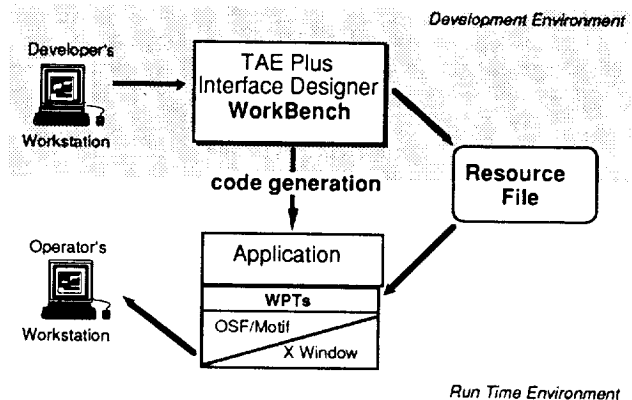 Development Environment
Developer's
Workstation
TAE Plus
Interface Designer
WorkBench
code generation
Resource
File
Operator's
Workstation
Application
WPTs
OSF/Motif
X Window
Run Time Environment